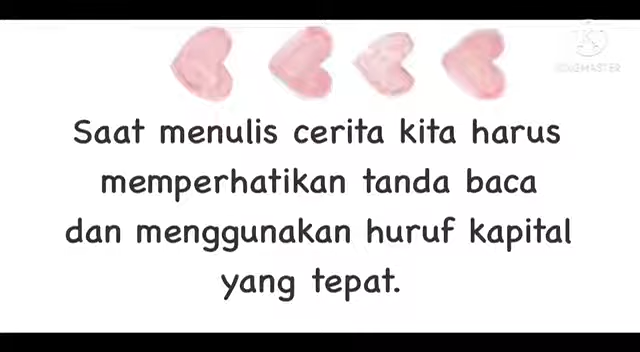 Saat menulis cerita kita harus
memperhatikan tanda baca
dan menggunakan huruf kapital
yang tepat.